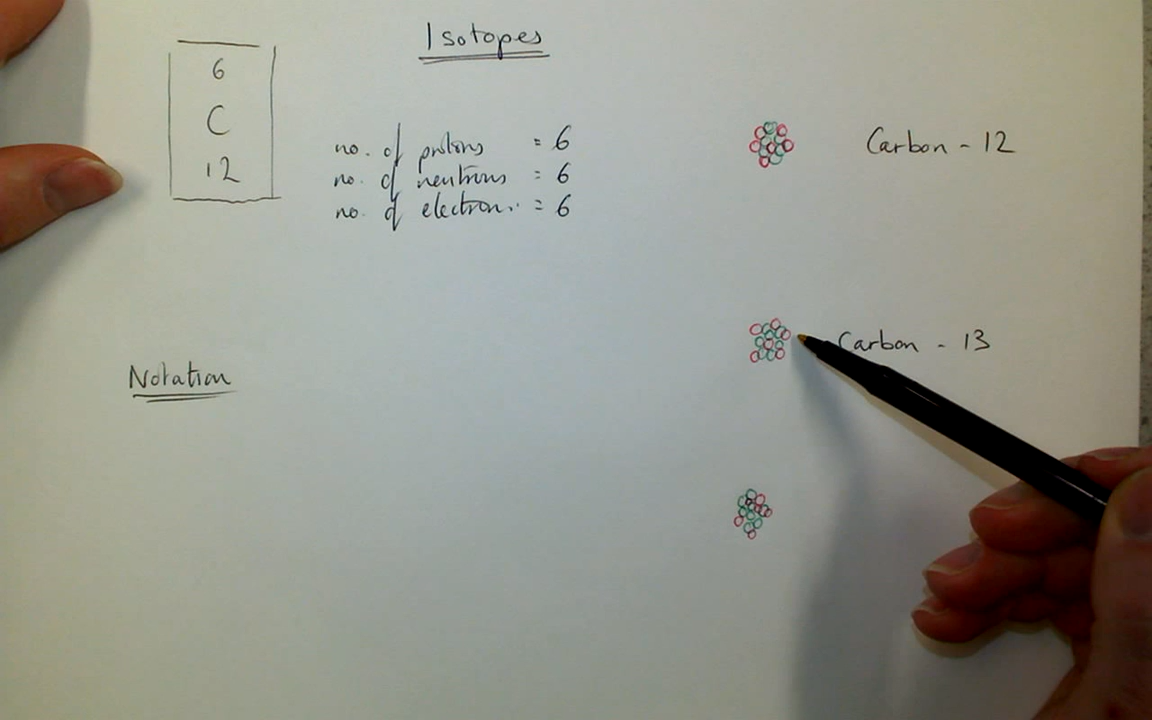 Isotopes
6
C
12
no. of protons = 6
no. of neutrons = 6
no. of electron.. = 6
Carbon - 12
Carbon - 13
Notation